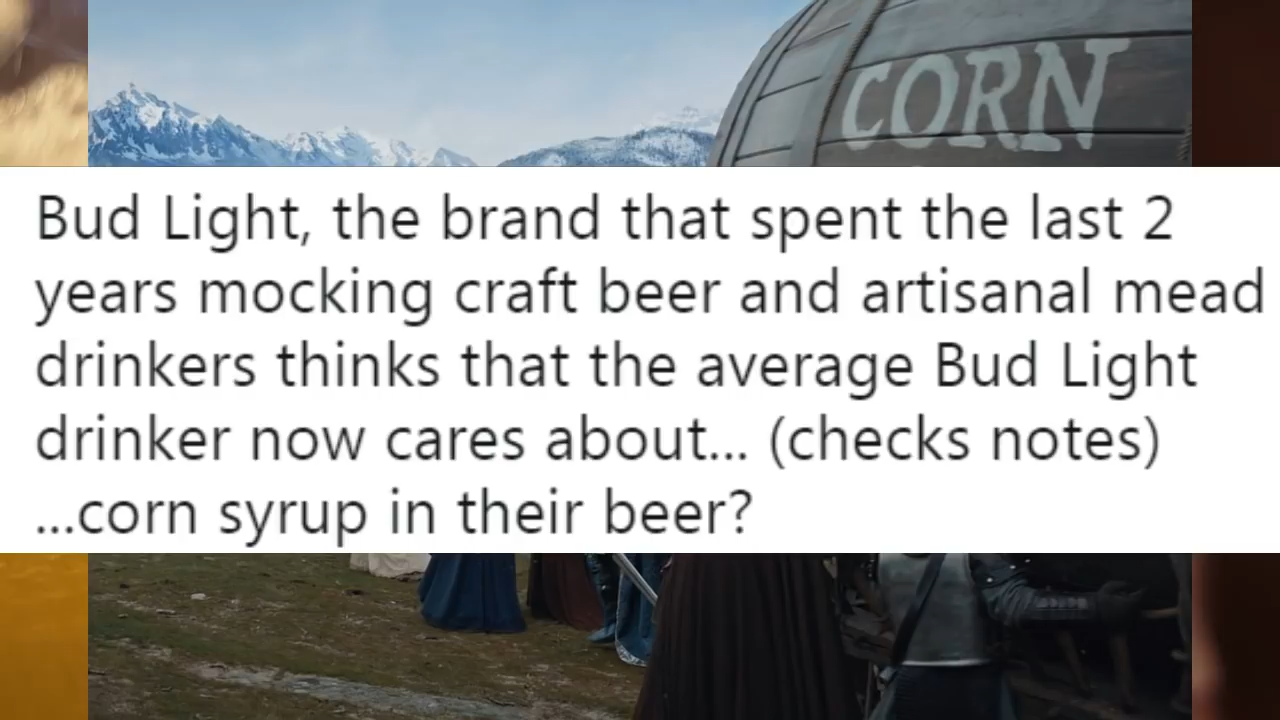 CORN
Bud Light, the brand that spent the last 2
years mocking craft beer and artisanal mead
drinkers thinks that the average Bud Light
drinker now cares about... (checks notes)
...corn syrup in their beer?